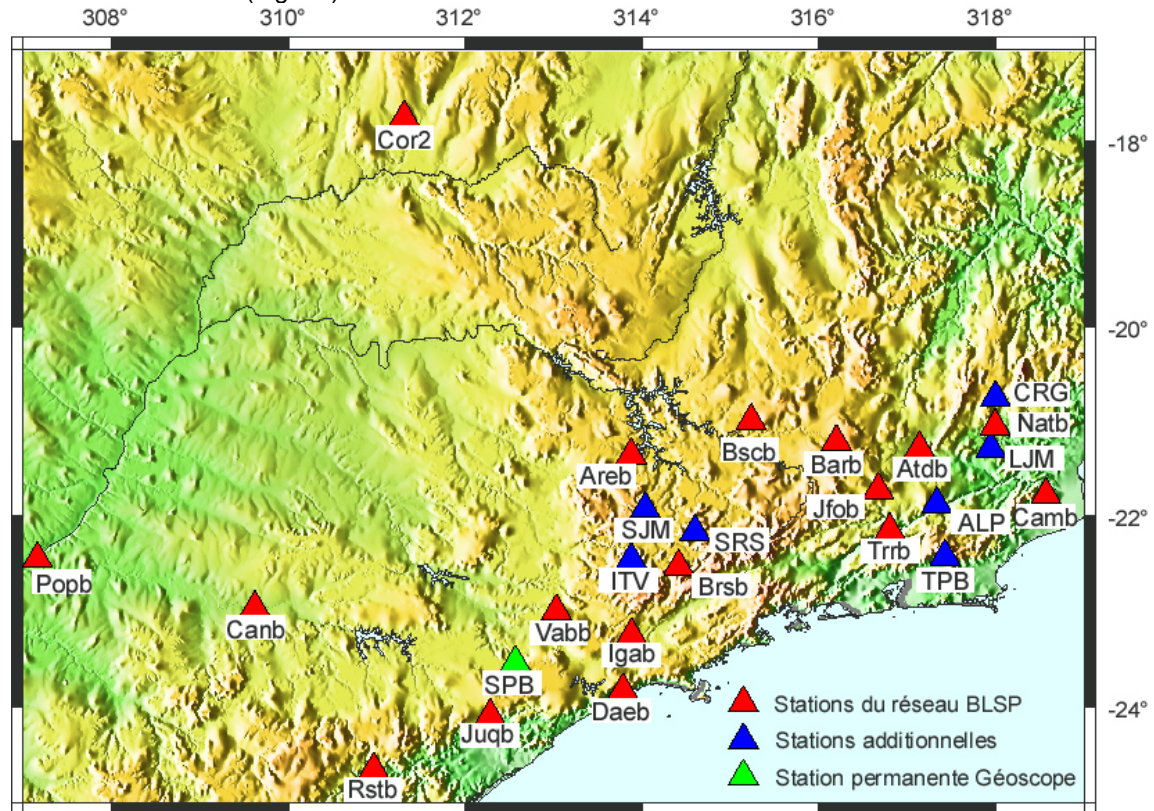 308° 310° 312° 314° 316° 318°
Cor2
-18°
-20°
CRG
Natb
Bscb
Barb
Atdb
LJM
Areb
Jfob
Camb
ALP
SJM
SRS
-22°
Trrb
Popb
ITV
Brsb
TPB
Canb
Vabb
Igab
SPB
Daeb
Stations du réseau BLSP
-24°
Juqb
Stations additionnelles
Rstb
Station permanente Géoscope